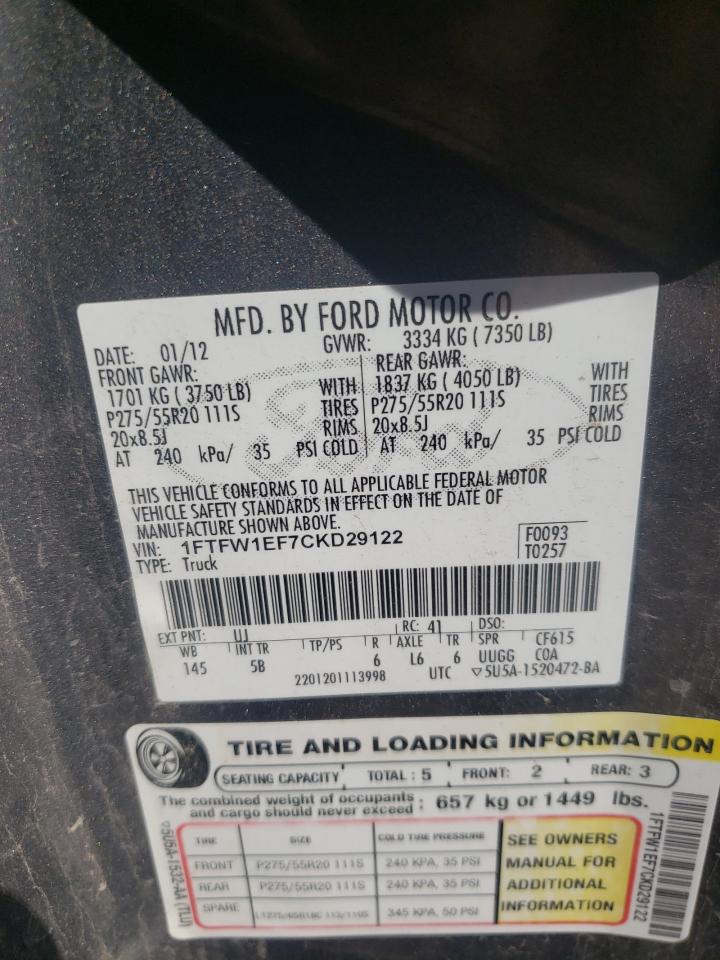 MFD. BY FORD MOTOR CO.
DATE: 01/12 GVWR: 3334 KG ( 7350 LB)
FRONT GAWR: REAR GAWR:
1701 KG ( 3750 LB) WITH 1837 KG ( 4050 LB) WITH
P275/55R20 111S TIRES P275/55R20 111S TIRES
20x8.5J RIMS 20x8.5J RIMS
AT 240 kPa/ 35 PSI COLD AT 240 kPa/ 35 PSI COLD
THIS VEHICLE CONFORMS TO ALL APPLICABLE FEDERAL MOTOR
VEHICLE SAFETY STANDARDS IN EFFECT ON THE DATE OF
MANUFACTURE SHOWN ABOVE.
VIN: 1FTFW1EF7CKD29122 F0093
TYPE: Truck T0257
EXT PNT: UJ RC: 41 DSO:
WB INT TR TP/PS R AXLE TR SPR CF615
145 5B 6 L6 6 UUGG COA
2201201113998 UTC ▽5U5A-1520472-BA
TIRE AND LOADING INFORMATION
SEATING CAPACITY TOTAL : 5 FRONT: 2 REAR: 3
The combined weight of occupants
and cargo should never exceed : 657 kg or 1449 lbs.
TIRE SIZE COLD TIRE PRESSURE
FRONT P275/55R20 111S 240 KPA, 35 PSI
REAR P275/55R20 111S 240 KPA, 35 PSI
SPARE 345 KPA, 50 PSI
SEE OWNERS
MANUAL FOR
ADDITIONAL
INFORMATION
▽5U5A-1532-AA (TLU)
1FTFW1EF7CKD29122